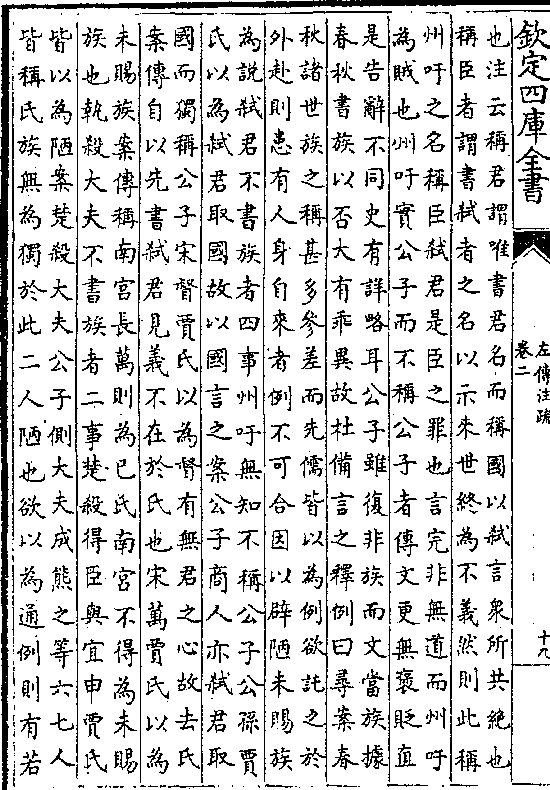 欽定四庫全書
左傳注疏
卷二
十九
也注云稱君謂唯書君名而稱國以弑言衆所共絶也
稱臣者謂書弑者之名以示來世終為不義然則此稱
州吁之名稱臣弑君是臣之罪也言完非無道而州吁
為賊也州吁實公子而不稱公子者傳文更無褒貶直
是告辭不同史有詳略耳公子雖復非族而文當族據
春秋書族以否大有乖異故杜備言之釋例曰尋案春
秋諸世族之稱甚多參差而先儒皆以為例欲託之於
外赴則患有人身自來者例不可合因以辟陋未賜族
為說弑君不書族者四事州吁無知不稱公子公孫賈
氏以為弑君取國故以國言之案公子商人亦弑君取
國而獨稱公子宋督賈氏以為督有無君之心故去氏
案傳自以先書弑君見義不在於氏也宋萬賈氏以為
未賜族案傳稱南宮長萬則為已氏南宮不得為未賜
族也執殺大夫不書族者二事楚殺得臣與宜申賈氏
皆以為陋案楚殺大夫公子側大夫成熊之等六七人
皆稱氏族無為獨於此二人陋也欲以為通例則有若